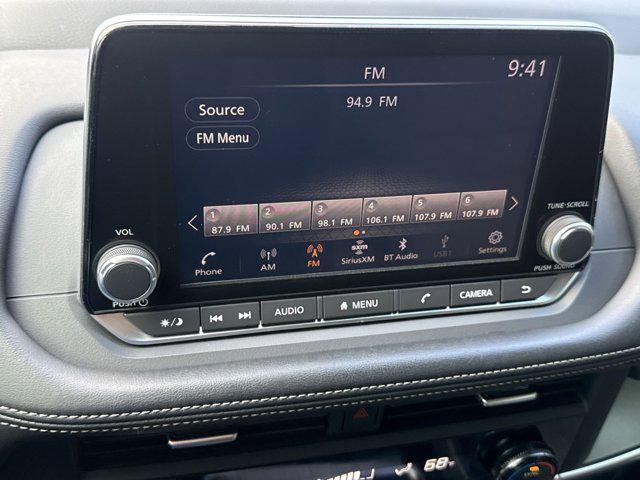 FM
9:41
94.9 FM
Source
FM Menu
1 2 3 4 5 6
87.9 FM 90.1 FM 98.1 FM 106.1 FM 107.9 FM 107.9 FM
Phone AM FM SXM SiriusXM BT Audio USB1 Settings
VOL
PUSH
TUNE·SCROLL
PUSH SOUND
AUDIO MENU CAMERA
68